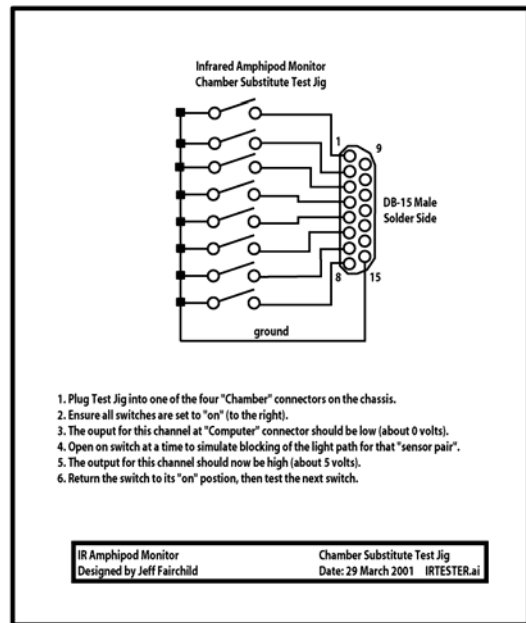 Infrared Amphipod Monitor
Chamber Substitute Test Jig
1
9
DB-15 Male
Solder Side
8
15
ground
1. Plug Test Jig into one of the four "Chamber" connectors on the chassis.
2. Ensure all switches are set to "on" (to the right).
3. The ouput for this channel at "Computer" connector should be low (about 0 volts).
4. Open on switch at a time to simulate blocking of the light path for that "sensor pair".
5. The output for this channel should now be high (about 5 volts).
6. Return the switch to its "on" postion, then test the next switch.
IR Amphipod Monitor
Designed by Jeff Fairchild
Chamber Substitute Test Jig
Date: 29 March 2001 IRTESTER.ai